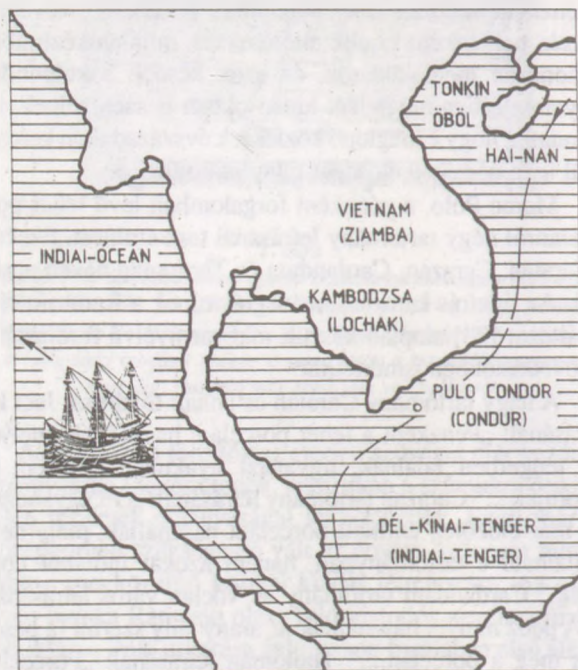 TONKIN
ÖBÖL
HAI-NAN
VIETNAM
(ZIAMBA)
INDIAI-ÓCEÁN
KAMBODZSA
(LOCHAK)
PULO CONDOR
(CONDUR)
DÉL-KÍNAI-TENGER
(INDIAI-TENGER)